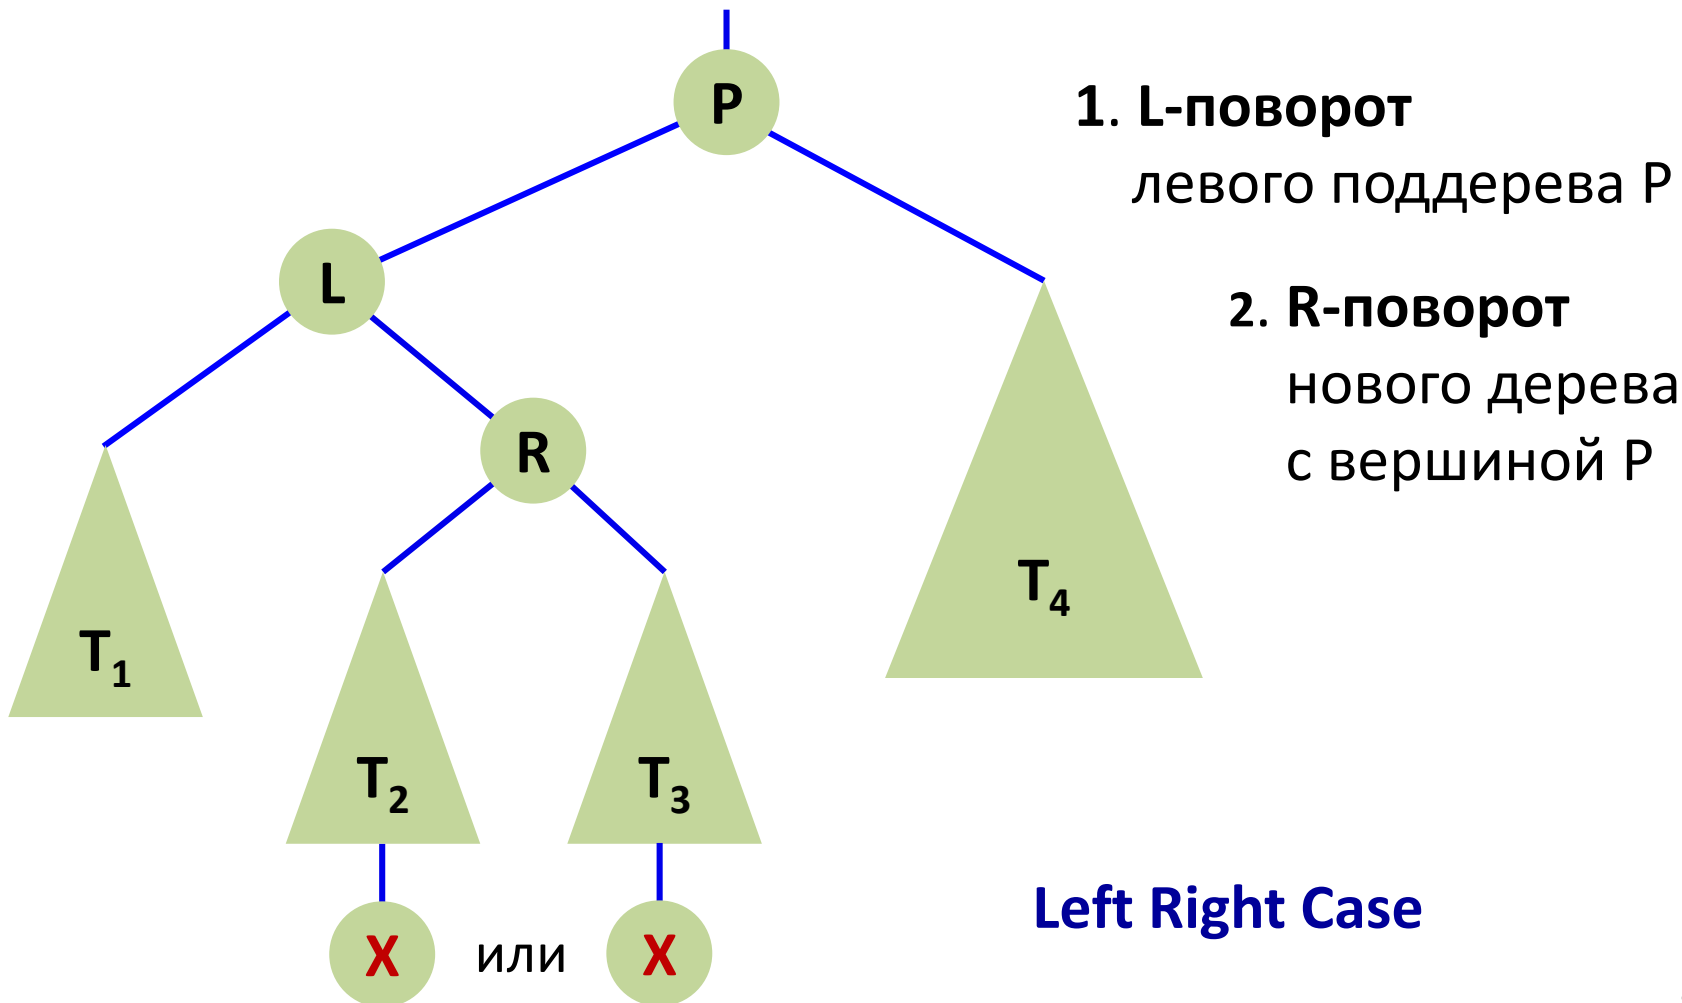 P
1. L-поворот
левого поддерева P
L
2. R-поворот
нового дерева
с вершиной P
R
T₄
T₁
T₂
T₃
Left Right Case
X или X